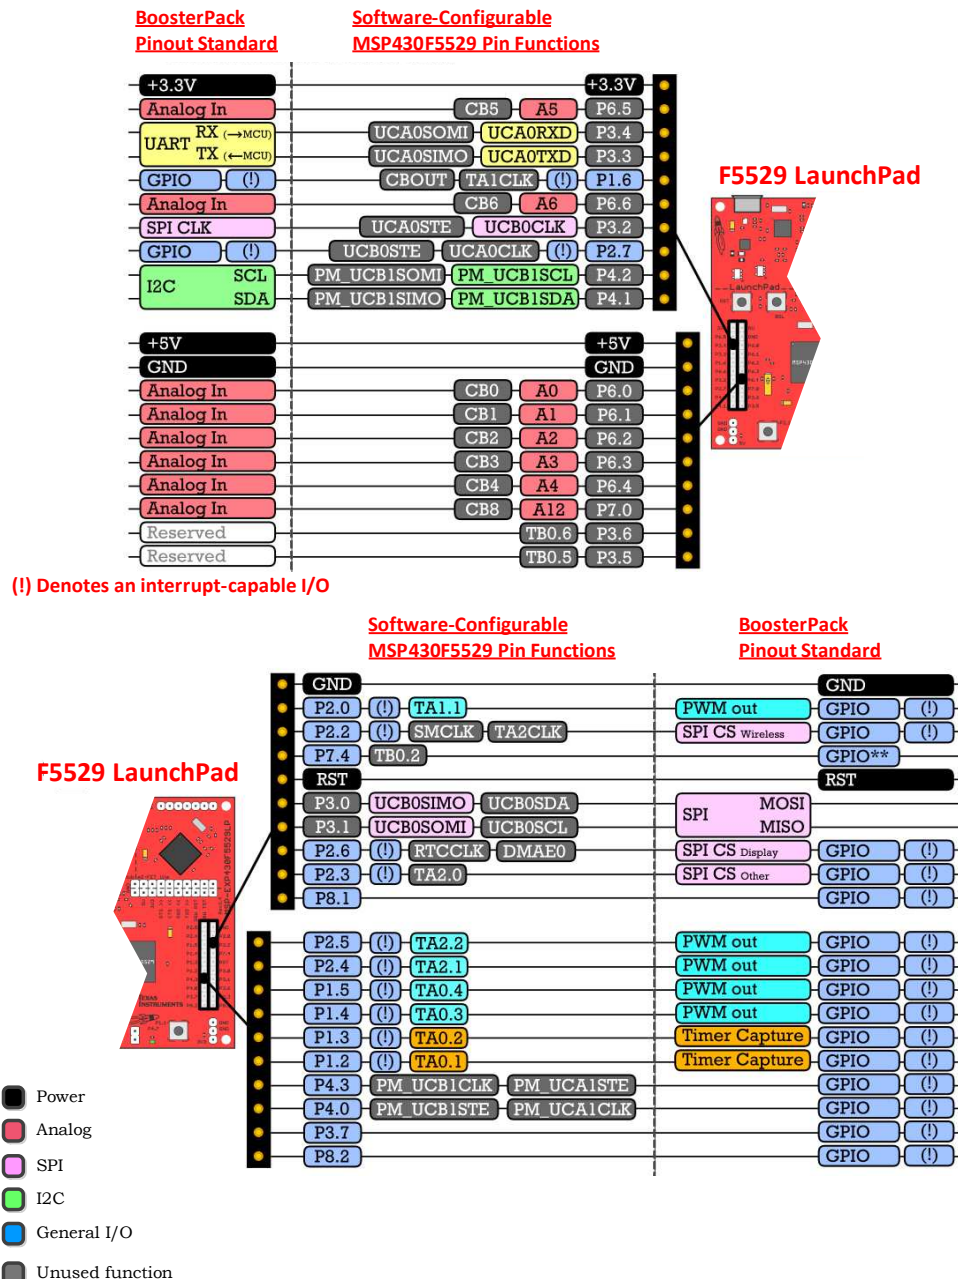 BoosterPack Pinout Standard
Software-Configurable MSP430F5529 Pin Functions
+3.3V +3.3V
Analog In CB5 A5 P6.5
UART RX (→MCU) UCA0SOMI UCA0RXD P3.4
TX (←MCU) UCA0SIMO UCA0TXD P3.3
GPIO (!) CBOUT TA1CLK (!) P1.6
Analog In CB6 A6 P6.6
SPI CLK UCA0STE UCB0CLK P3.2
GPIO (!) UCB0STE UCA0CLK (!) P2.7
I2C SCL PM_UCB1SOMI PM_UCB1SCL P4.2
SDA PM_UCB1SIMO PM_UCB1SDA P4.1
F5529 LaunchPad
LaunchPad
+5V +5V
GND GND
Analog In CB0 A0 P6.0
Analog In CB1 A1 P6.1
Analog In CB2 A2 P6.2
Analog In CB3 A3 P6.3
Analog In CB4 A4 P6.4
Analog In CB8 A12 P7.0
Reserved TB0.6 P3.6
Reserved TB0.5 P3.5
(!) Denotes an interrupt-capable I/O
Software-Configurable MSP430F5529 Pin Functions
BoosterPack Pinout Standard
GND GND
P2.0 (!) TA1.1 PWM out GPIO (!)
P2.2 (!) SMCLK TA2CLK SPI CS Wireless GPIO (!)
P7.4 TB0.2 GPIO**
RST RST
P3.0 UCB0SIMO UCB0SDA SPI MOSI
P3.1 UCB0SOMI UCB0SCL MISO
P2.6 (!) RTCCLK DMAE0 SPI CS Display GPIO (!)
P2.3 (!) TA2.0 SPI CS Other GPIO (!)
P8.1 GPIO (!)
F5529 LaunchPad
MSP-EXP430F5529LP
TEXAS INSTRUMENTS
P2.5 (!) TA2.2 PWM out GPIO (!)
P2.4 (!) TA2.1 PWM out GPIO (!)
P1.5 (!) TA0.4 PWM out GPIO (!)
P1.4 (!) TA0.3 PWM out GPIO (!)
P1.3 (!) TA0.2 Timer Capture GPIO (!)
P1.2 (!) TA0.1 Timer Capture GPIO (!)
P4.3 PM_UCB1CLK PM_UCA1STE GPIO (!)
P4.0 PM_UCB1STE PM_UCA1CLK GPIO (!)
P3.7 GPIO (!)
P8.2 GPIO (!)
Power
Analog
SPI
I2C
General I/O
Unused function